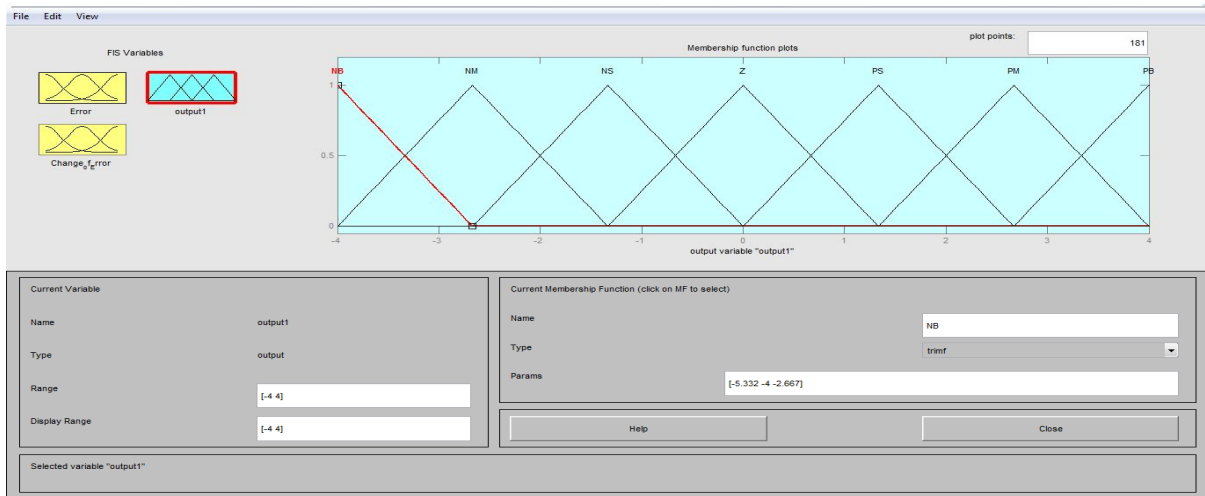 File Edit View
FIS Variables
plot points: 181
Membership function plots
NB NM NS Z PS PM PB
1
0.5
0
-4 -3 -2 -1 0 1 2 3 4
output variable "output1"
Error
output1
Change_of_Error
Current Variable
Name output1
Type output
Range [-4 4]
Display Range [-4 4]
Current Membership Function (click on MF to select)
Name NB
Type trimf
Params [-5.332 -4 -2.667]
Help Close
Selected variable "output1"